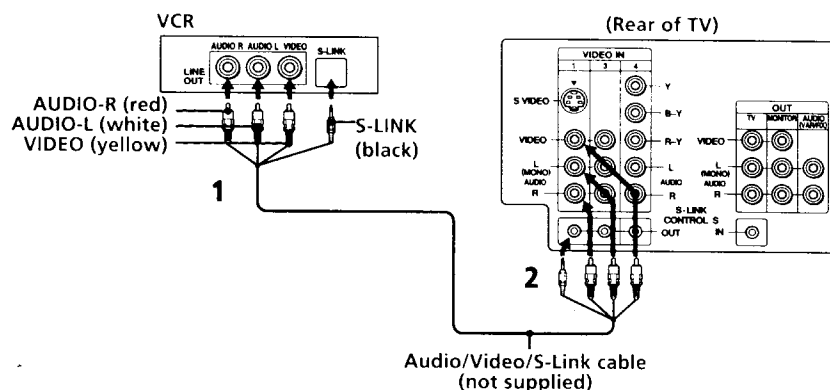 VCR
AUDIO R AUDIO L VIDEO
S-LINK
LINE OUT
AUDIO-R (red)
AUDIO-L (white)
VIDEO (yellow)
S-LINK
(black)
1
(Rear of TV)
VIDEO IN
1 3 4
S VIDEO
Y
B-Y
VIDEO
R-Y
L
(MONO)
AUDIO
R
L
AUDIO
R
S-LINK
CONTROL S
OUT
IN
OUT
TV MONITOR AUDIO
(VAR/FIX)
VIDEO
L
(MONO)
AUDIO
R
2
Audio/Video/S-Link cable
(not supplied)